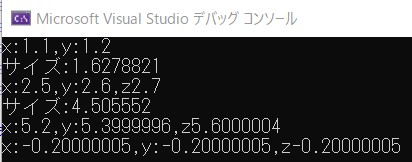 Microsoft Visual Studio デバッグ コンソール
x:1.1,y:1.2
サイズ:1.6278821
x:2.5,y:2.6,z2.7
サイズ:4.505552
x:5.2,y:5.3999996,z5.6000004
x:-0.20000005,y:-0.20000005,z-0.20000005